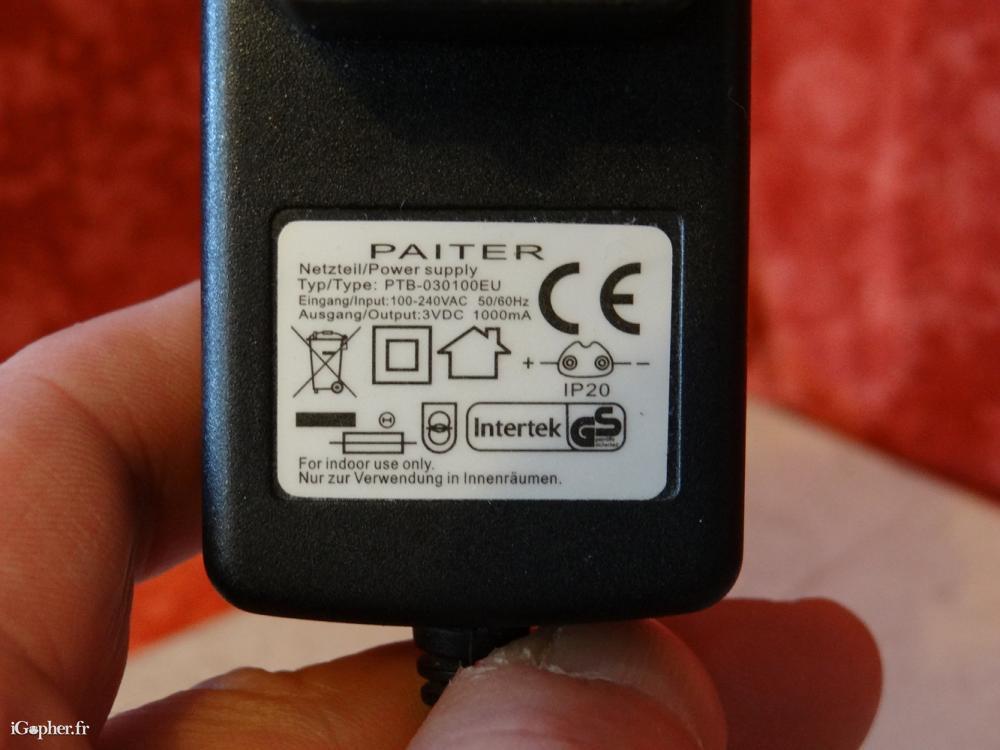 PAITER
Netzteil/Power supply
Typ/Type: PTB-030100EU
Eingang/Input:100-240VAC 50/60Hz
Ausgang/Output:3VDC 1000mA
CE
+ −
IP20
Intertek GS
For indoor use only.
Nur zur Verwendung in Innenräumen.
iGopher.fr